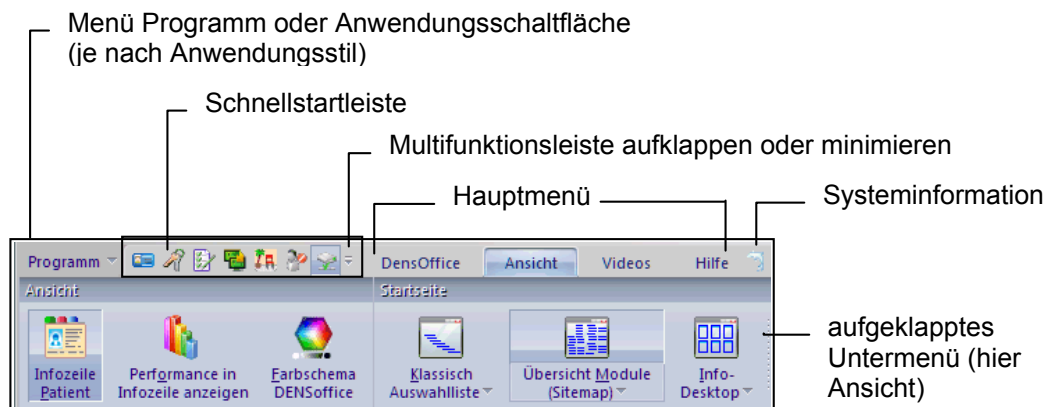 Menü Programm oder Anwendungsschaltfläche
(je nach Anwendungsstil)
Schnellstartleiste
Multifunktionsleiste aufklappen oder minimieren
Hauptmenü
Systeminformation
Programm
DensOffice
Ansicht
Videos
Hilfe
Ansicht
Startseite
Infozeile
Patient
Performance in
Infozeile anzeigen
Farbschema
DENSoffice
Klassisch
Auswahlliste
Übersicht Module
(Sitemap)
Info-
Desktop
aufgeklapptes
Untermenü (hier
Ansicht)